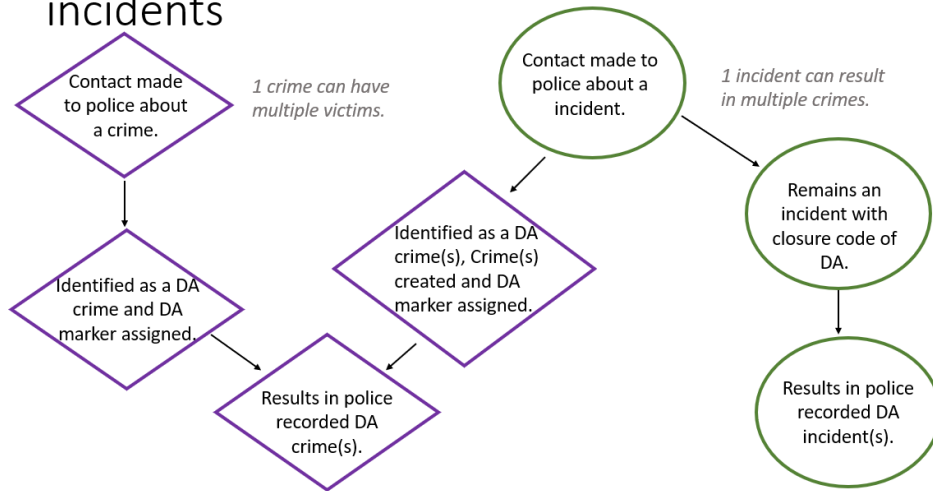 incidents
Contact made
to police about
a crime.
1 crime can have
multiple victims.
Contact made to
police about a
incident.
1 incident can result
in multiple crimes.
Identified as a DA
crime and DA
marker assigned.
Identified as a DA
crime(s), Crime(s)
created and DA
marker assigned.
Remains an
incident with
closure code of
DA.
Results in police
recorded DA
crime(s).
Results in police
recorded DA
incident(s).